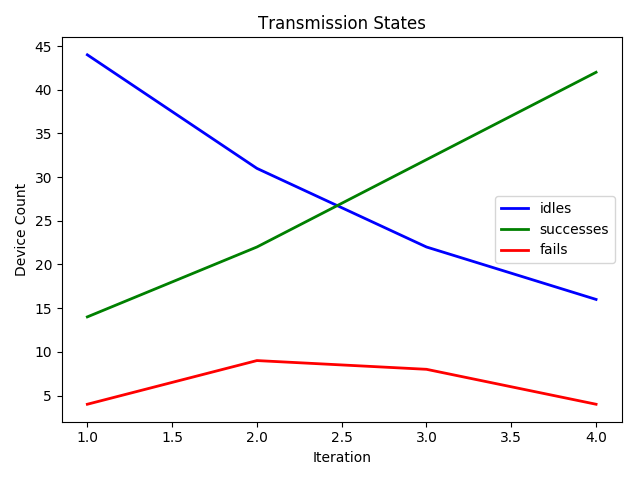 Transmission States
45
40
35
30
25
20
15
10
5
Device Count
idles
successes
fails
1.0 1.5 2.0 2.5 3.0 3.5 4.0
Iteration